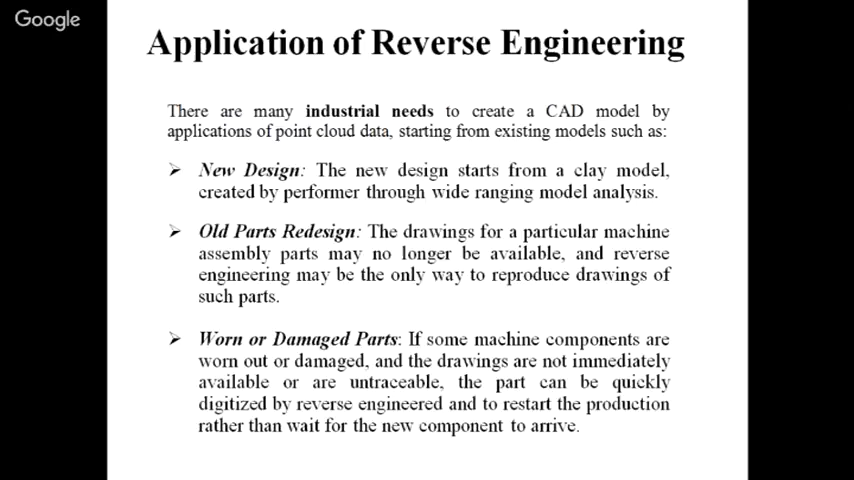 Google
Application of Reverse Engineering
There are many industrial needs to create a CAD model by
applications of point cloud data, starting from existing models such as:
➢ New Design: The new design starts from a clay model,
created by performer through wide ranging model analysis.
➢ Old Parts Redesign: The drawings for a particular machine
assembly parts may no longer be available, and reverse
engineering may be the only way to reproduce drawings of
such parts.
➢ Worn or Damaged Parts: If some machine components are
worn out or damaged, and the drawings are not immediately
available or are untraceable, the part can be quickly
digitized by reverse engineered and to restart the production
rather than wait for the new component to arrive.